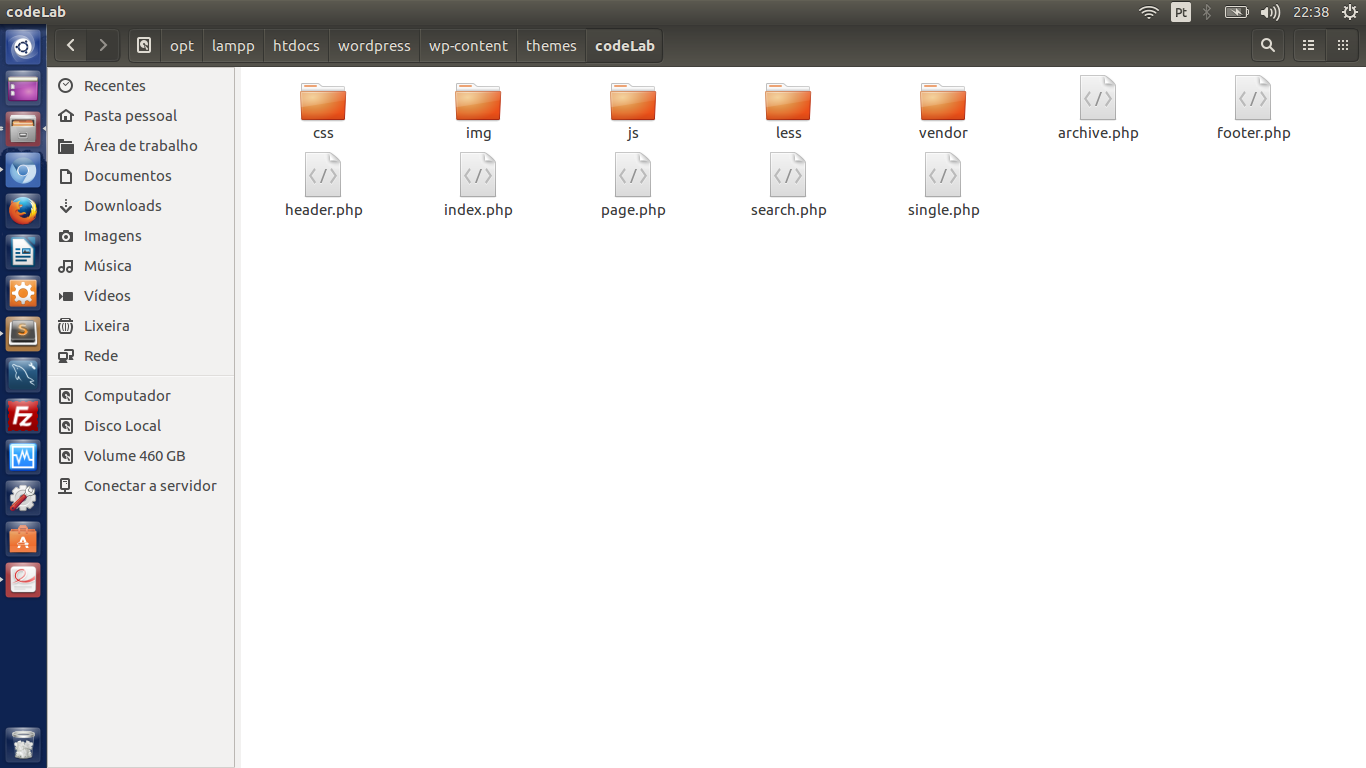 codeLab
Pt
22:38
opt lampp htdocs wordpress wp-content themes codeLab
Recentes
Pasta pessoal
Área de trabalho
Documentos
Downloads
Imagens
Música
Vídeos
Lixeira
Rede
Computador
Disco Local
Volume 460 GB
Conectar a servidor
css img js less vendor archive.php footer.php
header.php index.php page.php search.php single.php